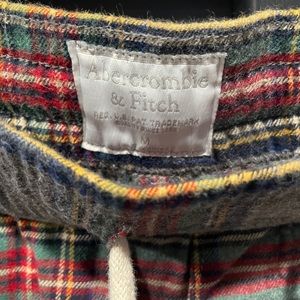 Abercrombie
& Fitch
REG. U.S. PAT. TRADEMARK
M